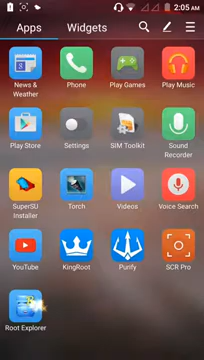 2:05 AM
Apps Widgets
News & Phone Play Games Play Music
Weather
Play Store Settings SIM Toolkit Sound
Recorder
SuperSU Torch Videos Voice Search
Installer
YouTube KingRoot Purify SCR Pro
Root Explorer